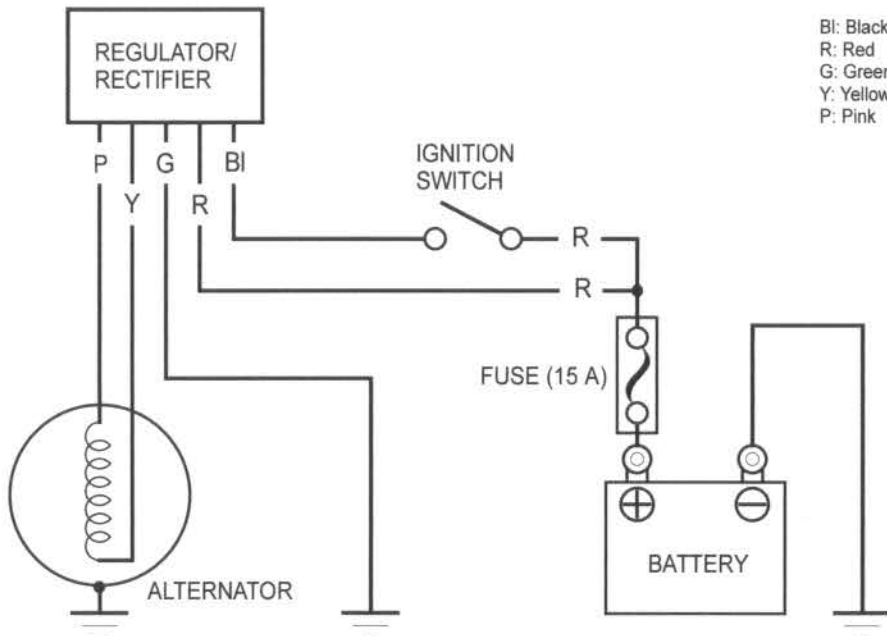 REGULATOR/
RECTIFIER
Bl: Black
R: Red
G: Green
Y: Yellow
P: Pink
P
Y
G
R
Bl
IGNITION
SWITCH
R
R
FUSE (15 A)
BATTERY
ALTERNATOR